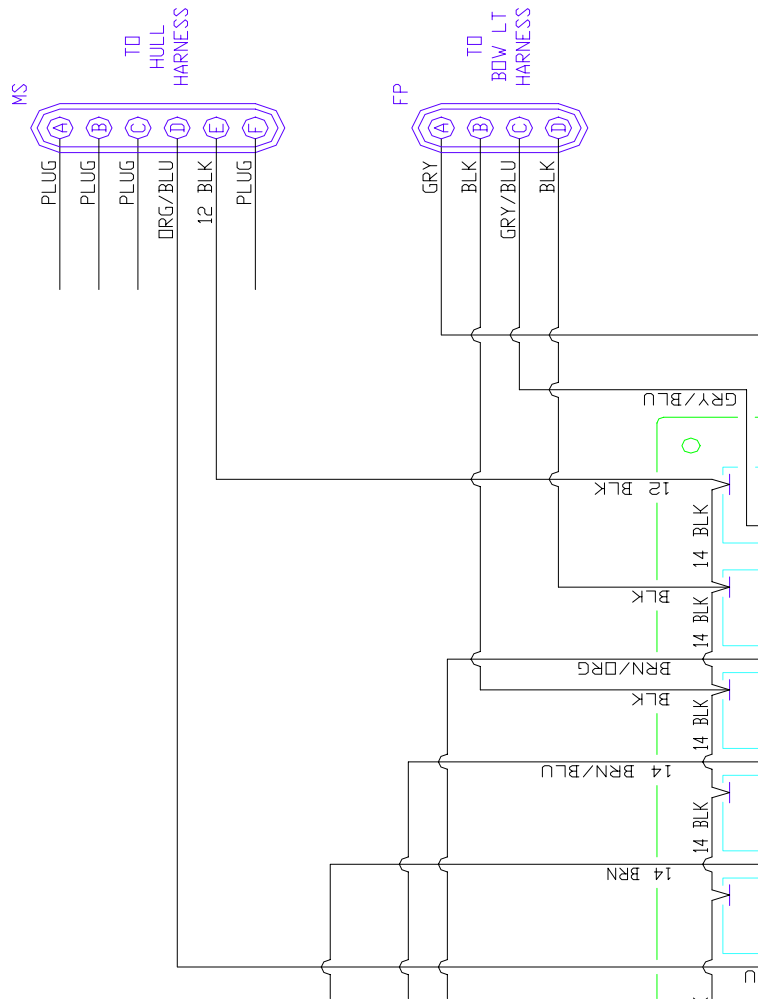 MS
TO
HULL
HARNESS
A
B
C
D
E
F
PLUG
PLUG
PLUG
ORG/BLU
12 BLK
PLUG
FP
TO
BOW LT
HARNESS
A
B
C
D
GRY
BLK
GRY/BLU
BLK
GRY/BLU
12 BLK
14 BLK
BLK
14 BLK
BRN/ORG
BLK
14 BLK
14 BRN/BLU
14 BLK
14 BRN
U